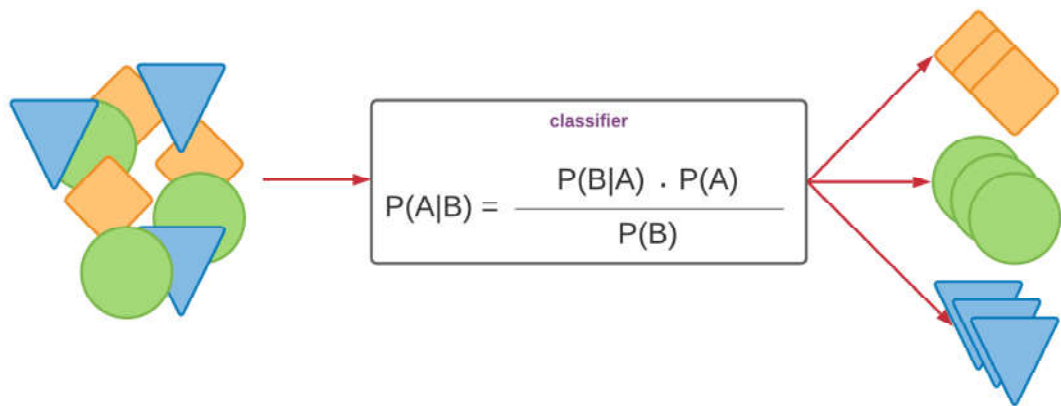 classifier
P(B|A) . P(A)
P(A|B) =
P(B)